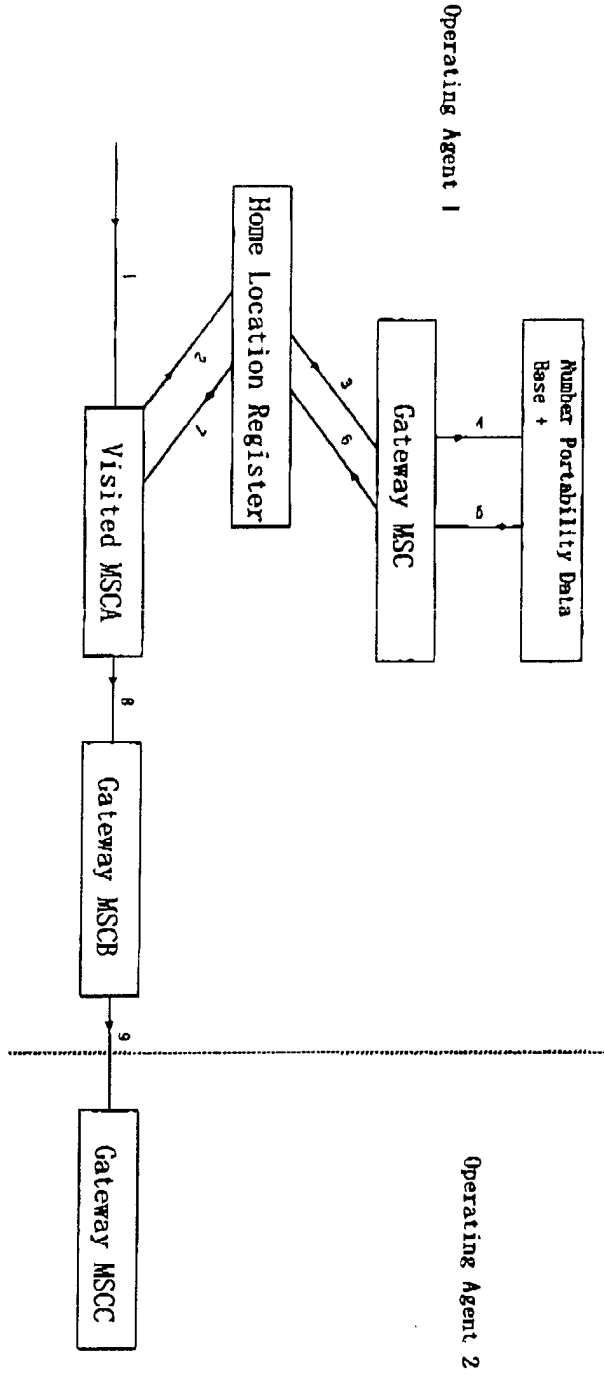 Operating Agent 1
Operating Agent 2
Number Portability Data
Base +
4
5
Gateway MSC
3
6
Home Location Register
2
7
1
Visited MSCA
8
Gateway MSCB
9
Gateway MSCC